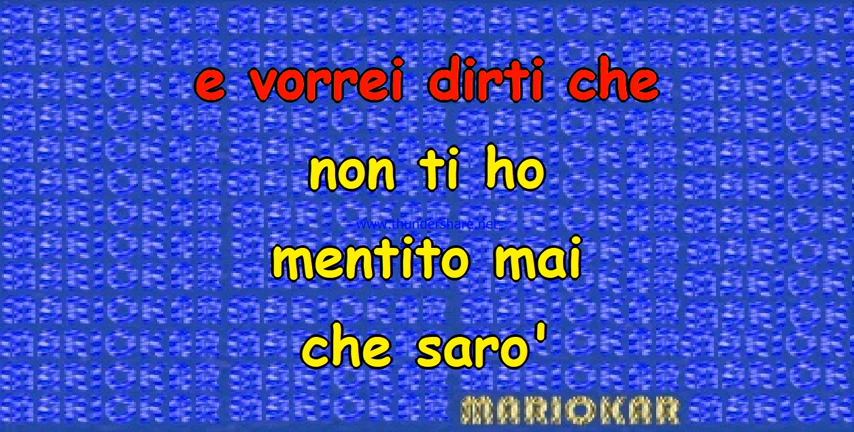 e vorrei dirti che
non ti ho
www.thundershare.net
mentito mai
che saro'
MARIOKAR